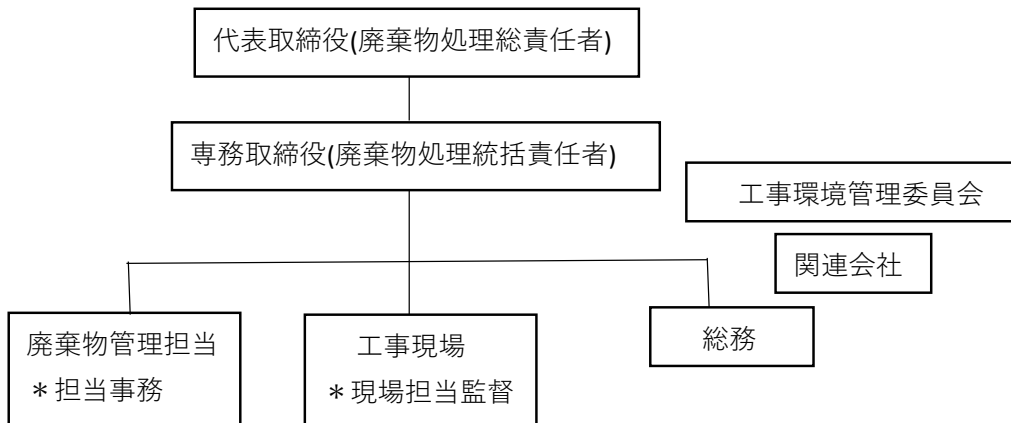 代表取締役(廃棄物処理総責任者)
専務取締役(廃棄物処理統括責任者)
工事環境管理委員会
関連会社
廃棄物管理担当
＊担当事務
工事現場
＊現場担当監督
総務